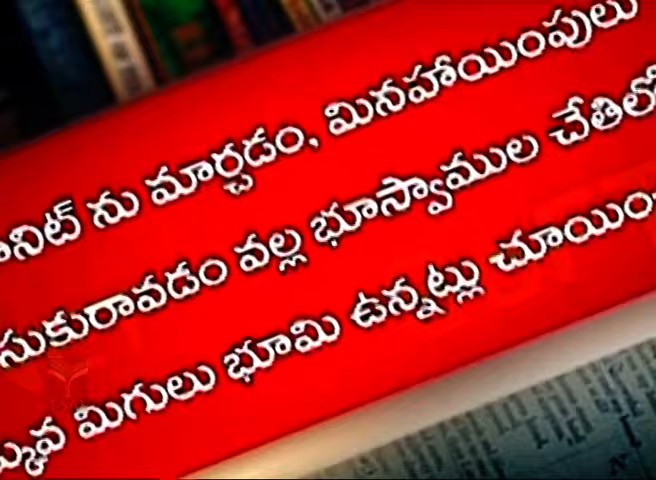 ను మార్చడం, మినహాయింపులు
సుకురావడం వల్ల భూస్వాముల చేతిలో
మిగులు భూమి ఉన్నట్లు